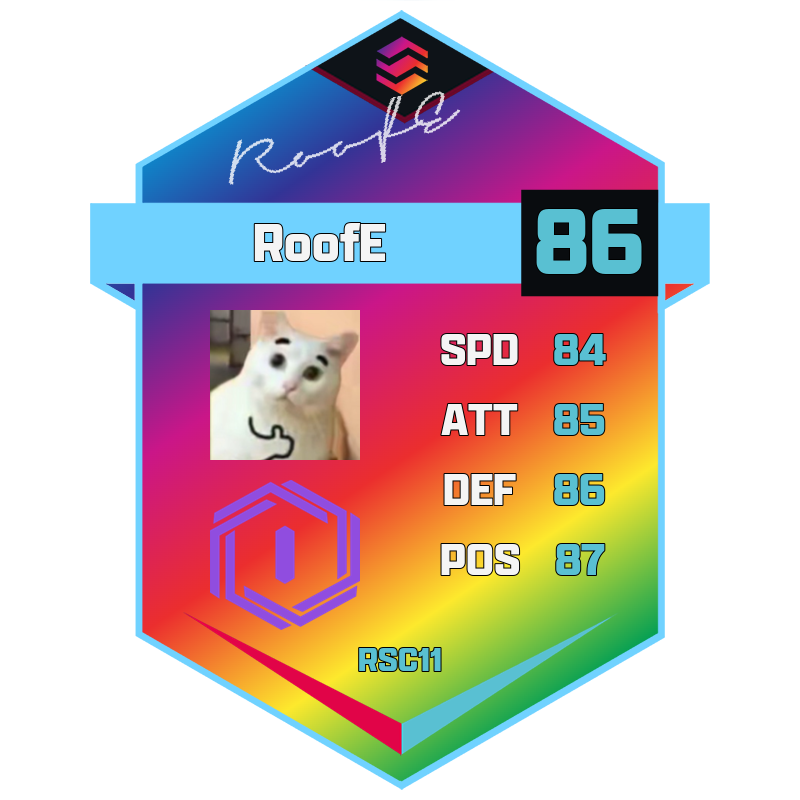 RoofE
RoofE
86
SPD 84
ATT 85
DEF 86
POS 87
RSC11